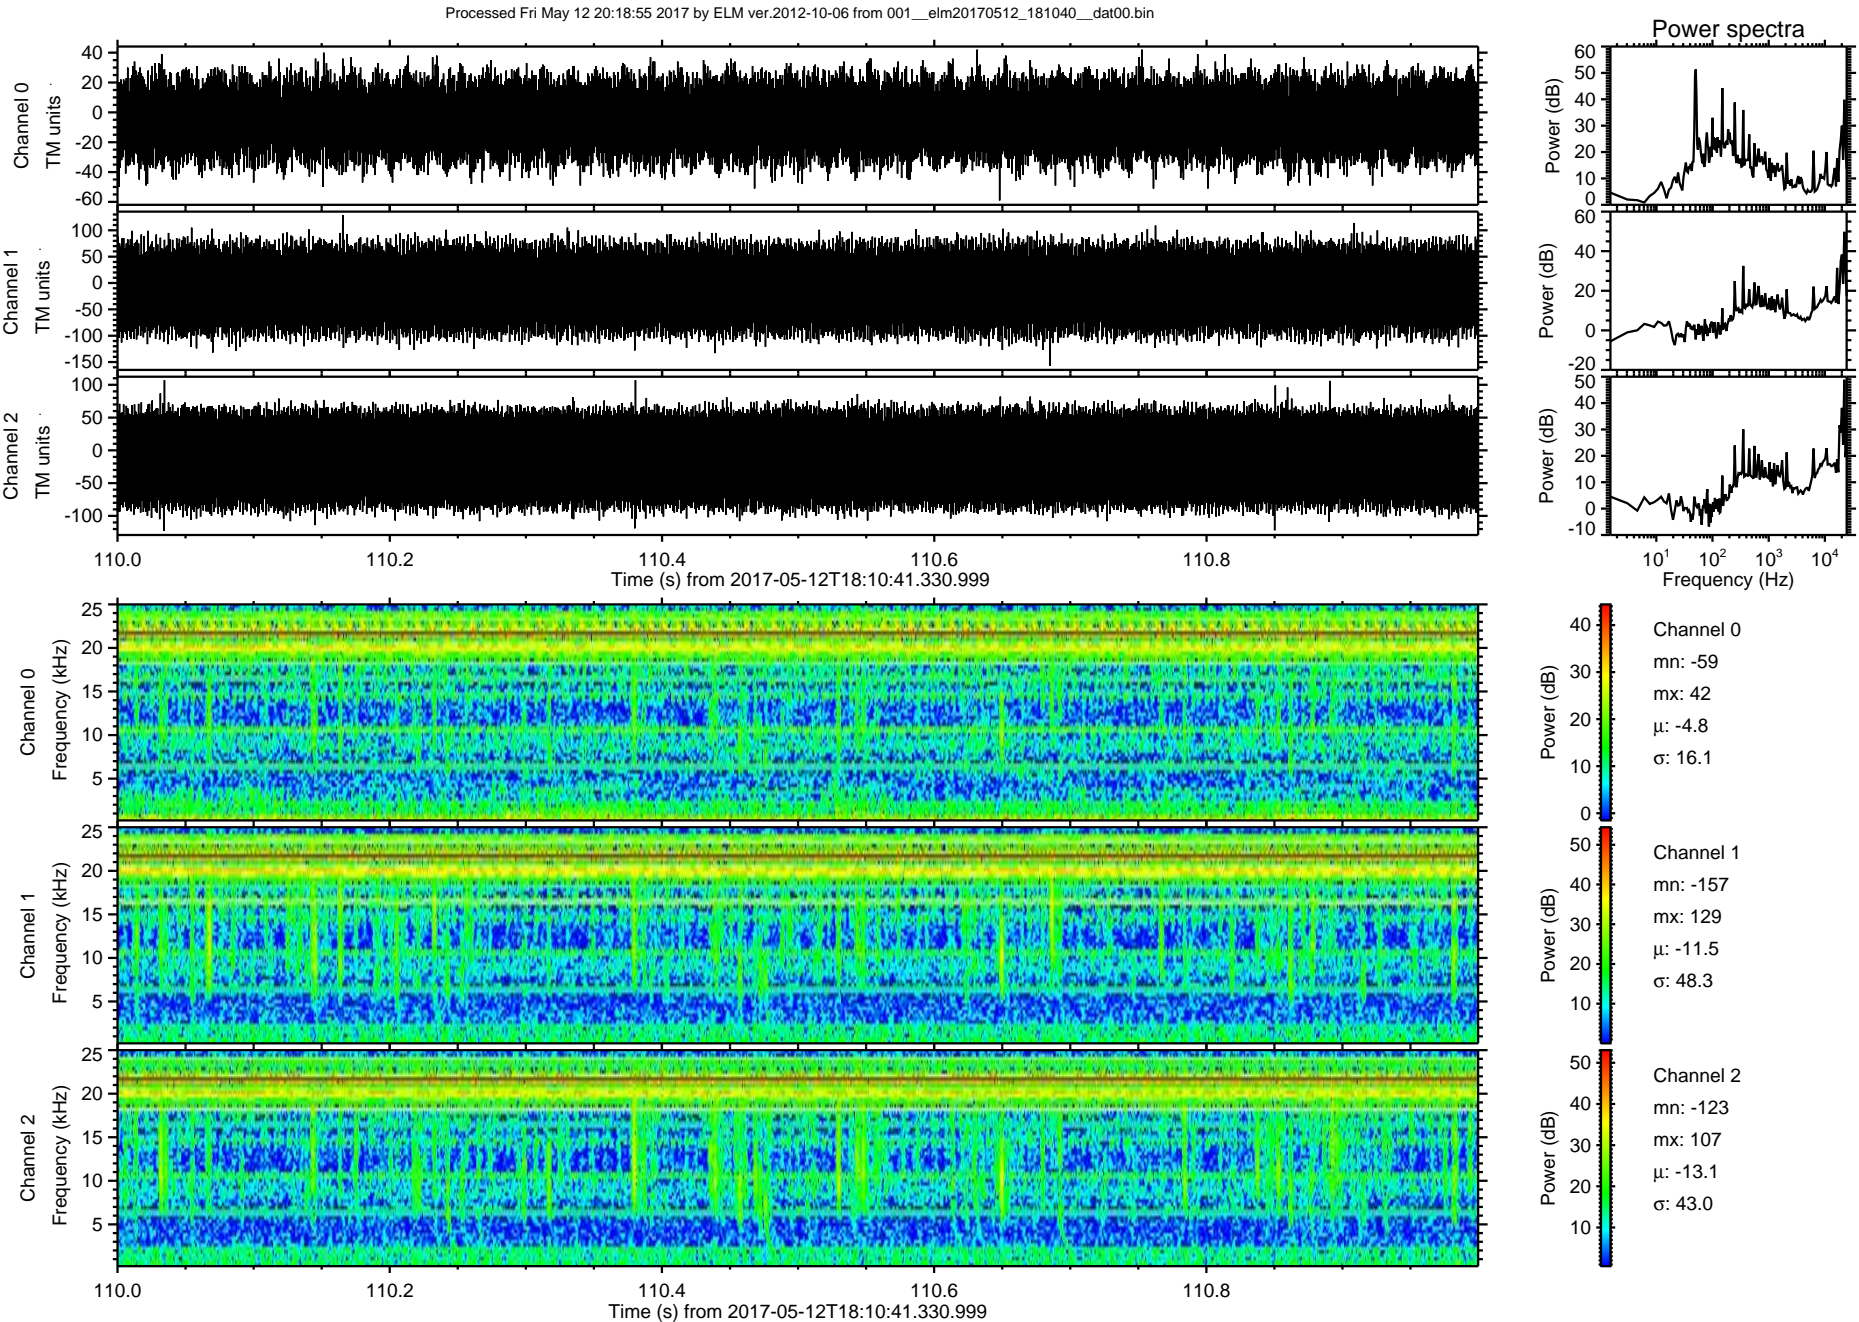 Processed Fri May 12 20:18:55 2017 by ELM ver.2012-10-06 from 001__elm20170512_181040__dat00.bin
Power spectra
Channel 0
TM units
40
20
0
-20
-40
-60
Power (dB)
60
50
40
30
20
10
0
Channel 1
TM units
100
50
0
-50
-100
-150
Power (dB)
60
40
20
0
-20
Channel 2
TM units
100
50
0
-50
-100
Power (dB)
50
40
30
20
10
0
-10
110.0 110.2 110.4 110.6 110.8
Time (s) from 2017-05-12T18:10:41.330.999
10^1 10^2 10^3 10^4
Frequency (Hz)
Channel 0
Frequency (kHz)
25
20
15
10
5
Power (dB)
40
30
20
10
0
Channel 0
mn: -59
mx: 42
μ: -4.8
σ: 16.1
Channel 1
Frequency (kHz)
25
20
15
10
5
Power (dB)
50
40
30
20
10
Channel 1
mn: -157
mx: 129
μ: -11.5
σ: 48.3
Channel 2
Frequency (kHz)
25
20
15
10
5
Power (dB)
50
40
30
20
10
Channel 2
mn: -123
mx: 107
μ: -13.1
σ: 43.0
110.0 110.2 110.4 110.6 110.8
Time (s) from 2017-05-12T18:10:41.330.999